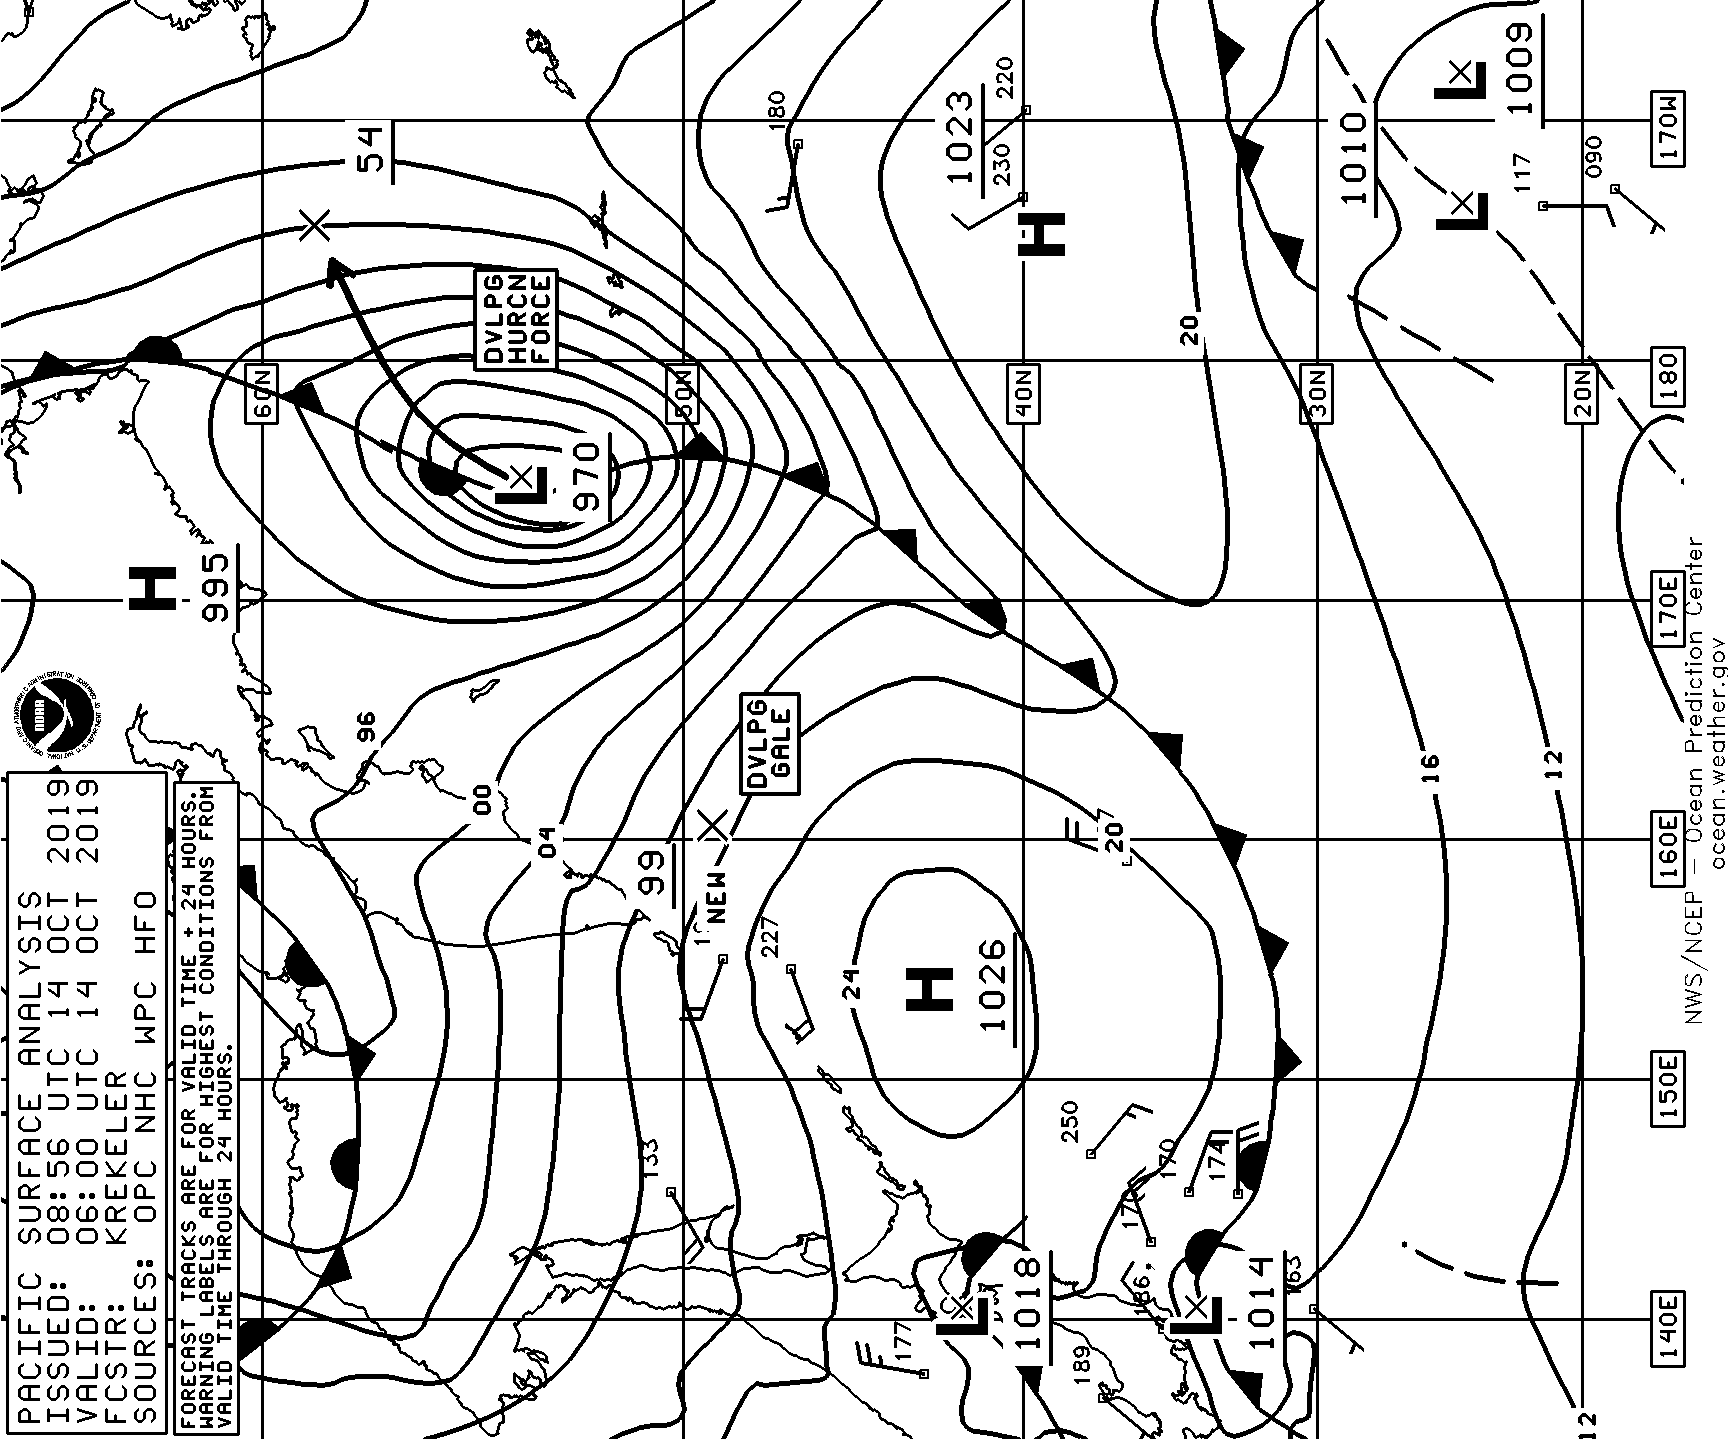 PACIFIC SURFACE ANALYSIS
ISSUED: 08:56 UTC 14 OCT 2019
VALID: 06:00 UTC 14 OCT 2019
FCSTR: KREKELER
SOURCES: OPC NHC WPC HFO
FORECAST TRACKS ARE FOR VALID TIME + 24 HOURS.
WARNING LABELS ARE FOR HIGHEST CONDITIONS FROM
VALID TIME THROUGH 24 HOURS.
NOAA
H
995
54
DVLPG
HURCN
FORCE
L
970
60N
50N
40N
30N
20N
170W
180
170E
160E
150E
140E
96
00
04
99
NEW
DVLPG
GALE
180
227
133
24
H
1026
20
250
170
174
177
189
L
1018
L
1014
H
1023
220
230
20
1010
L
1009
L
117
090
16
12
12
NWS/NCEP – Ocean Prediction Center
ocean.weather.gov